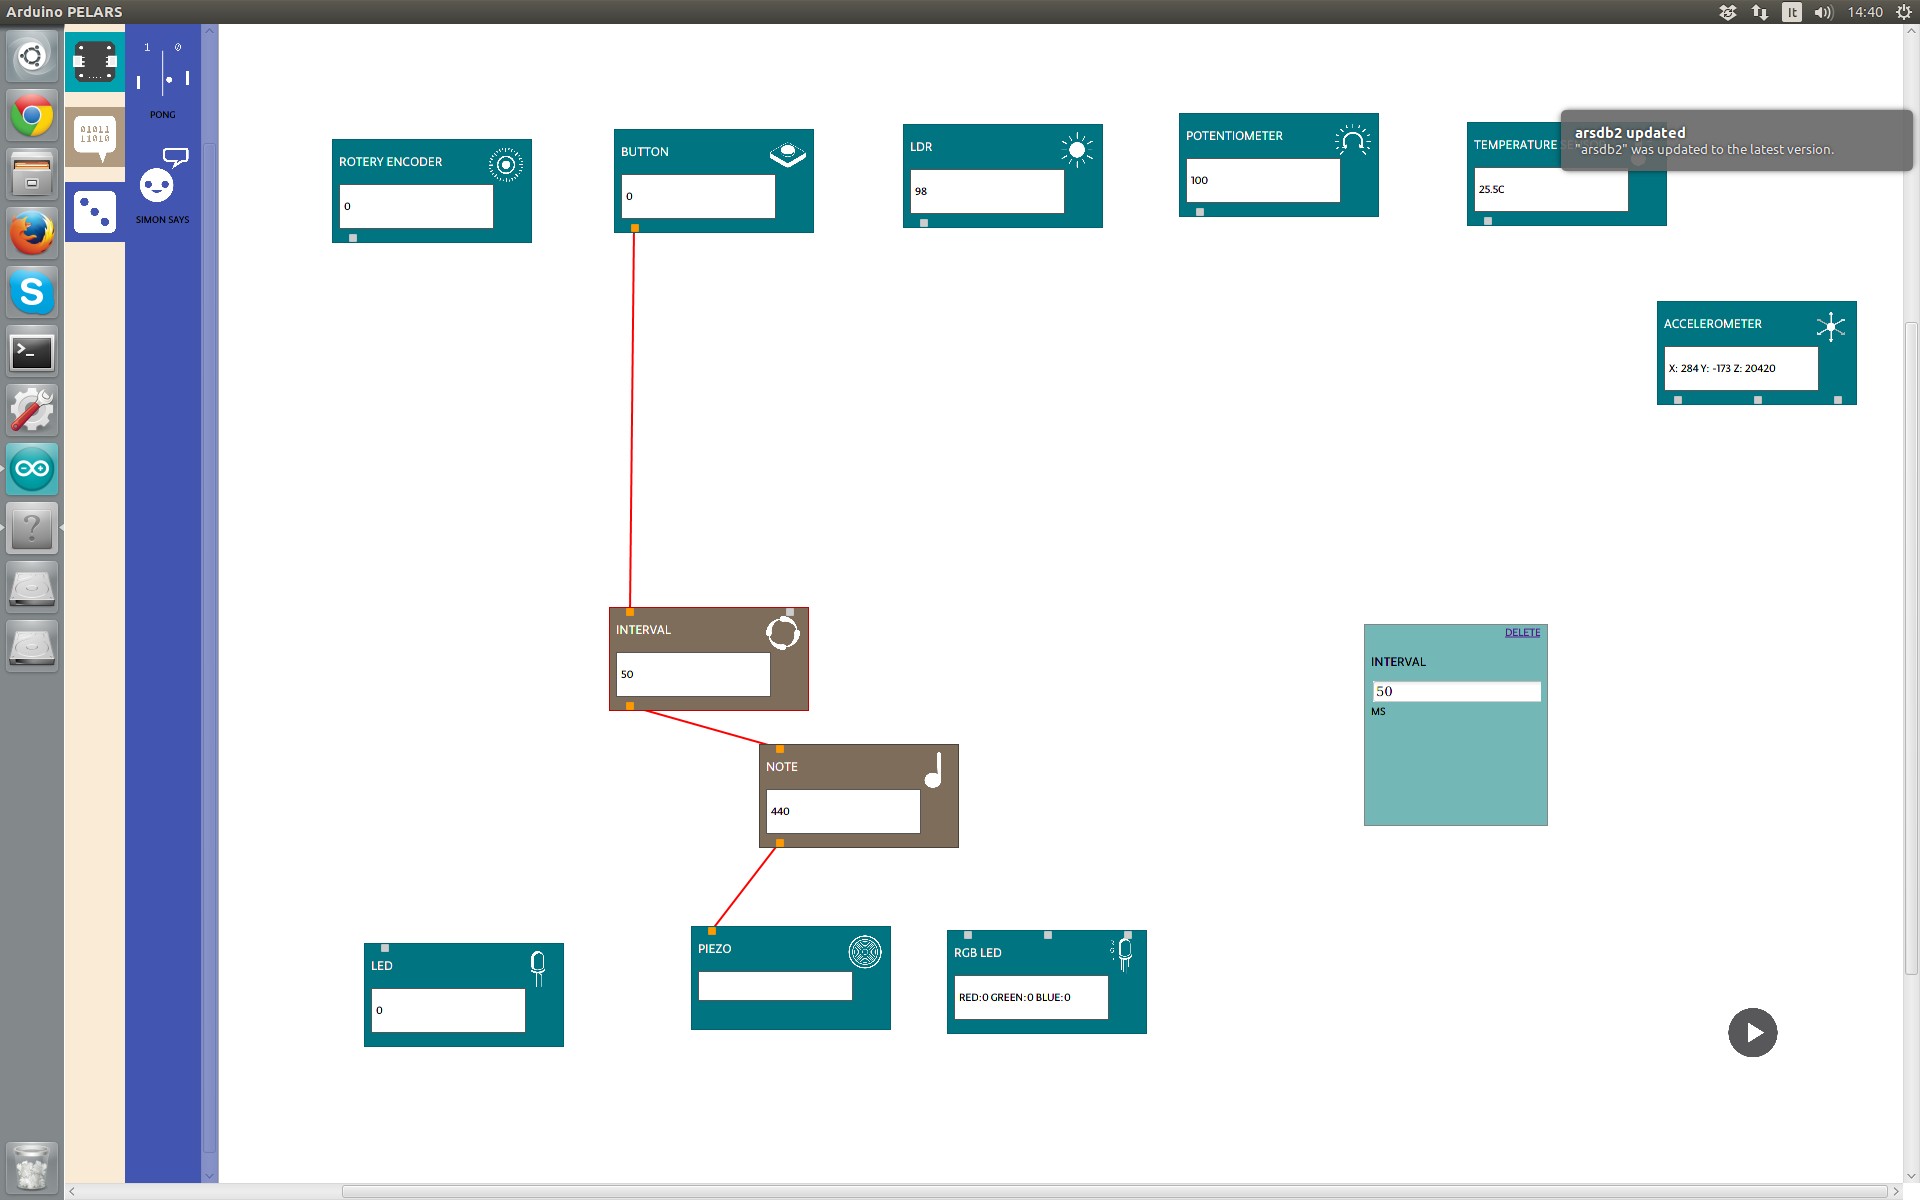 Arduino PELARS
It
14:40
1 0
PONG
01011
11010
SIMON SAYS
ROTERY ENCODER
0
BUTTON
0
LDR
98
POTENTIOMETER
100
TEMPERATURE
25.5C
arsdb2 updated
"arsdb2" was updated to the latest version.
ACCELEROMETER
X: 284 Y: -173 Z: 20420
INTERVAL
50
DELETE
INTERVAL
50
MS
NOTE
440
LED
0
PIEZO
RGB LED
RED:0 GREEN:0 BLUE:0